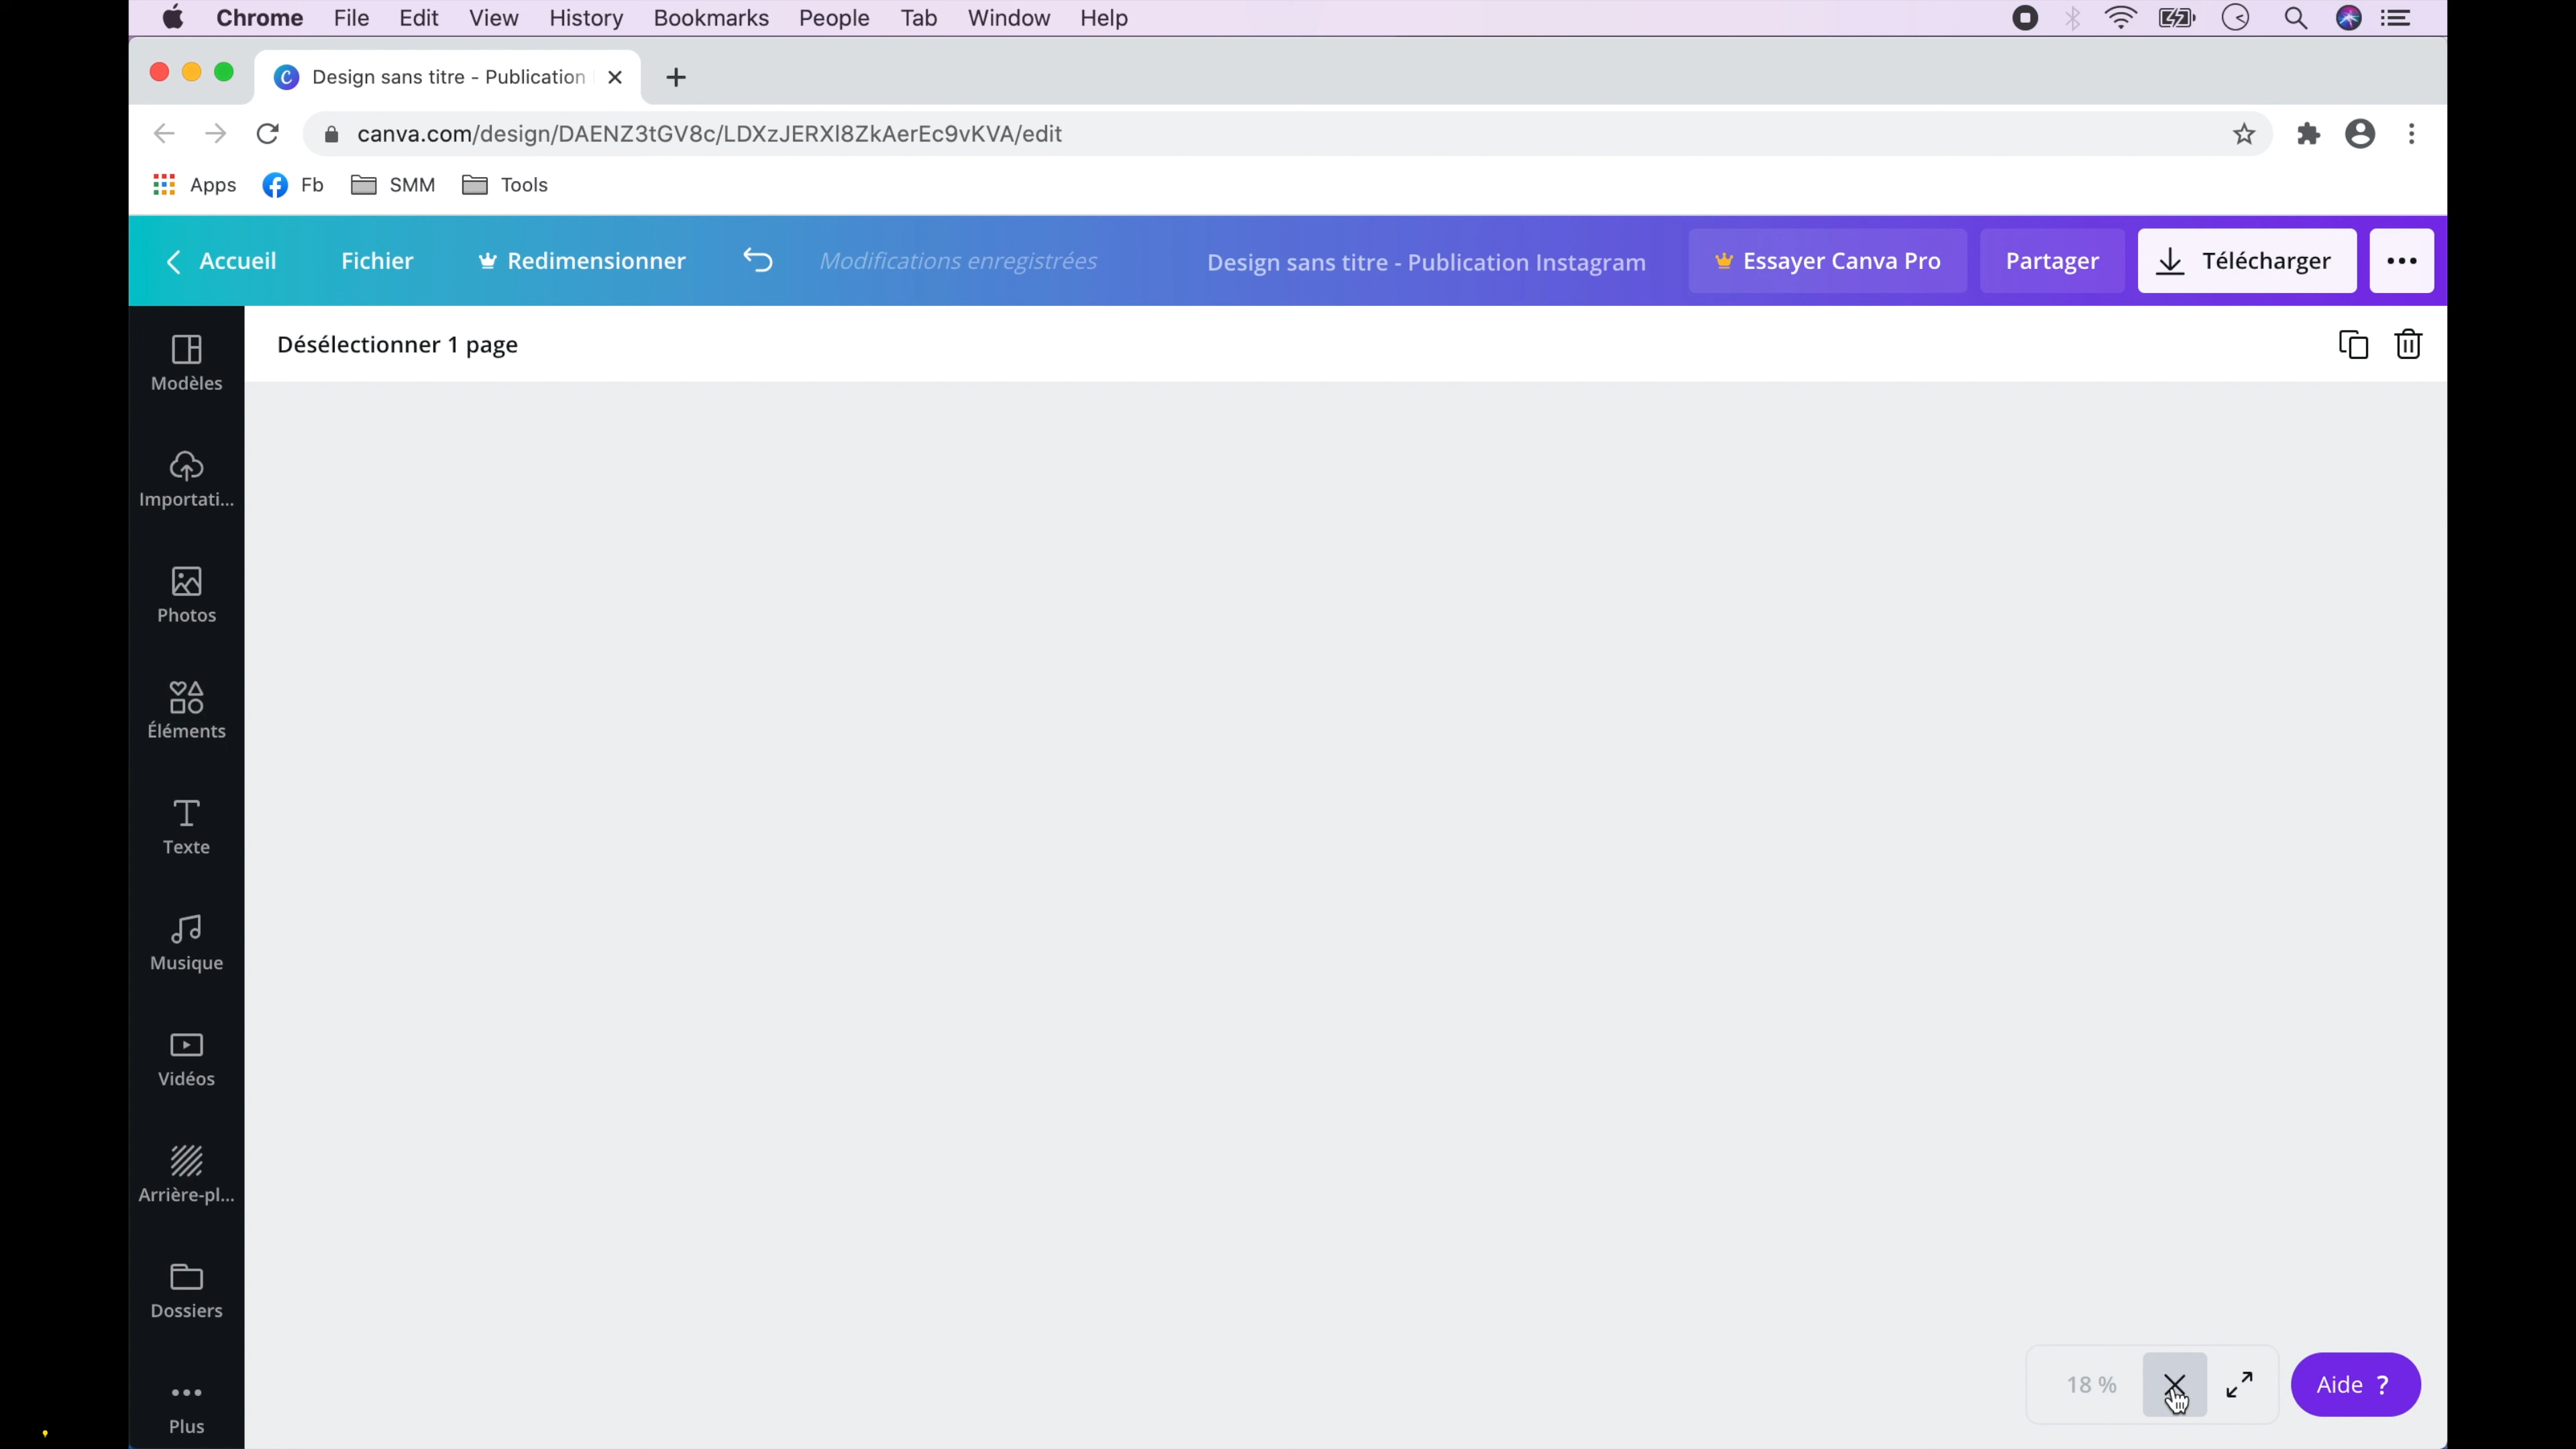 Chrome File Edit View History Bookmarks People Tab Window Help
Design sans titre - Publication
canva.com/design/DAENZ3tGV8c/LDXzJERXl8ZkAerEc9vKVA/edit
Apps Fb SMM Tools
Accueil Fichier Redimensionner Modifications enregistrées Design sans titre - Publication Instagram Essayer Canva Pro Partager Télécharger
Désélectionner 1 page
Modèles
Importati...
Photos
Éléments
Texte
Musique
Vidéos
Arrière-pl...
Dossiers
Plus
18 % Aide ?